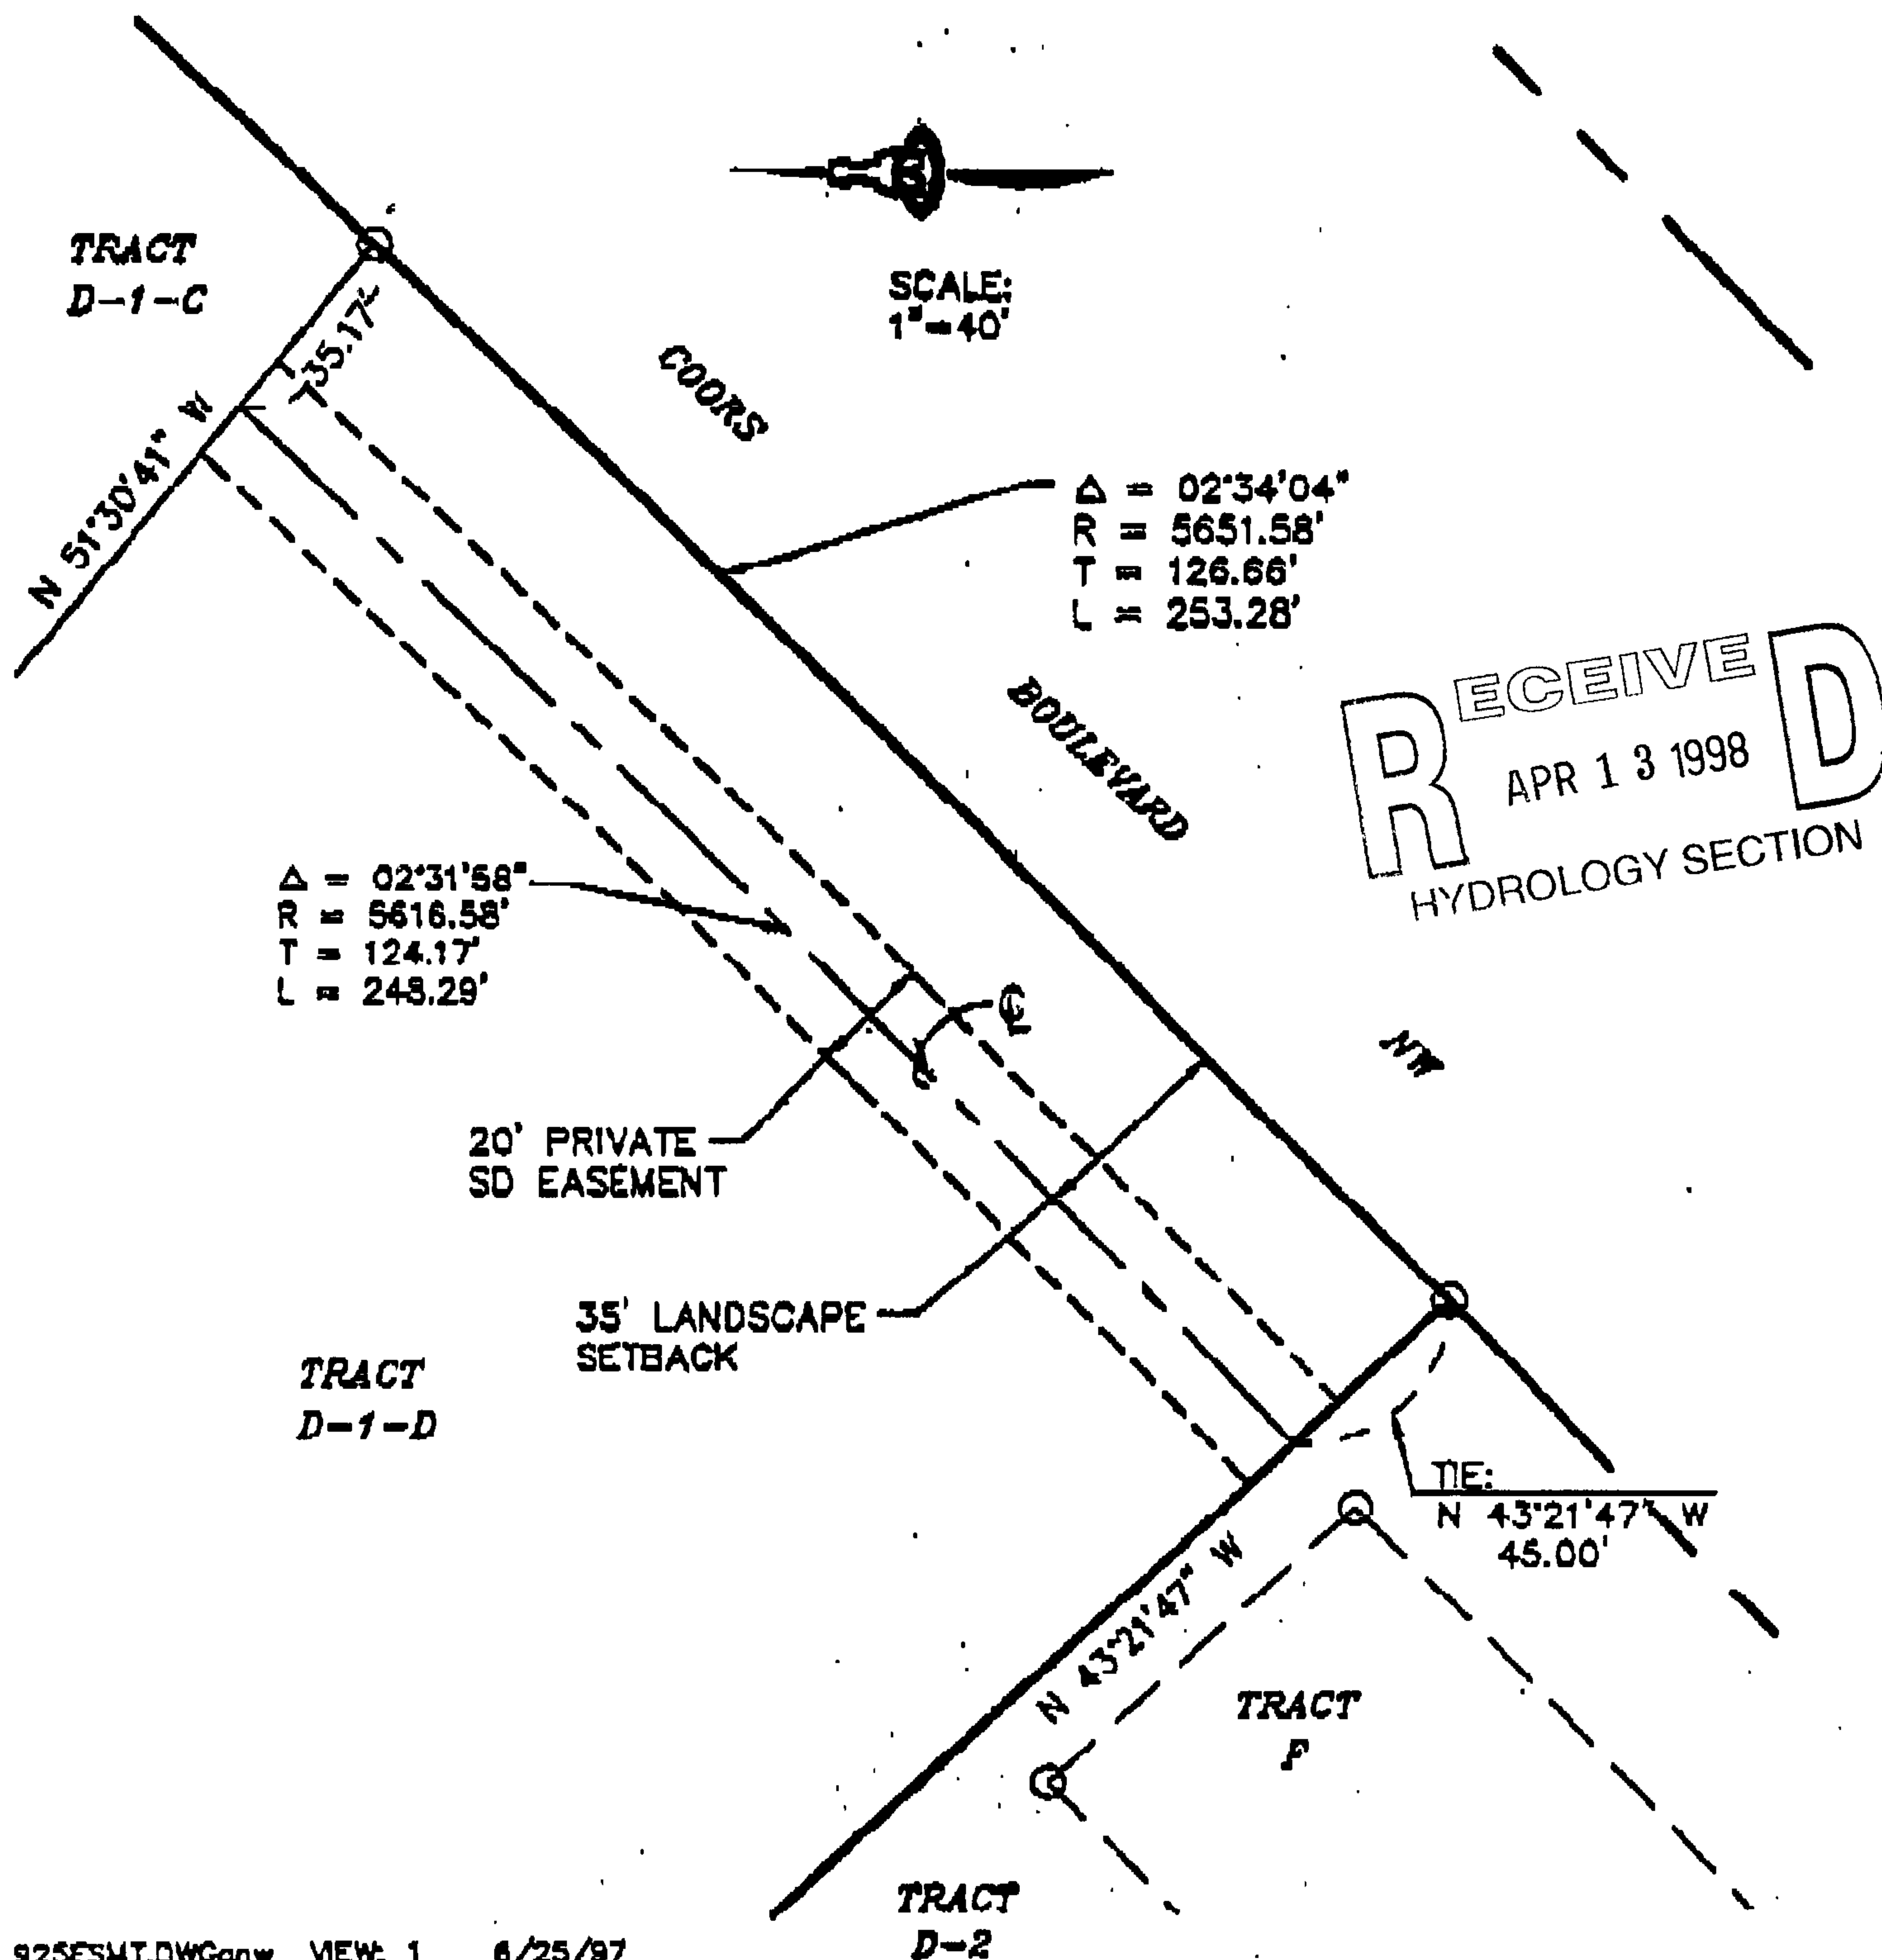 TRACT
D-1-C
SCALE:
1"=40'
35.17'
N 51°30'41" W
COORS
Δ = 02°34'04"
R = 5651.58'
T = 126.66'
L = 253.28'
BOULEVARD
NW
RECEIVED
APR 13 1998
HYDROLOGY SECTION
Δ = 02°31'58"
R = 5616.58'
T = 124.17'
L = 248.29'
℄
20' PRIVATE
SD EASEMENT
35' LANDSCAPE
SETBACK
TRACT
D-1-D
TIE:
N 43°21'47" W
45.00'
N 43°21'47" W
TRACT
F
TRACT
D-2
925ESMT.DWG VIEW: 1 6/25/97